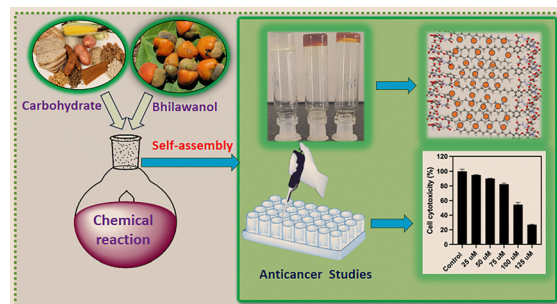 Carbohydrate
Bhilawanol
Self-assembly
Chemical
reaction
Anticancer Studies
Cell cytotoxicity (%)
120
100
80
60
40
20
0
Control
25 uM
50 uM
75 uM
100 uM
125 uM